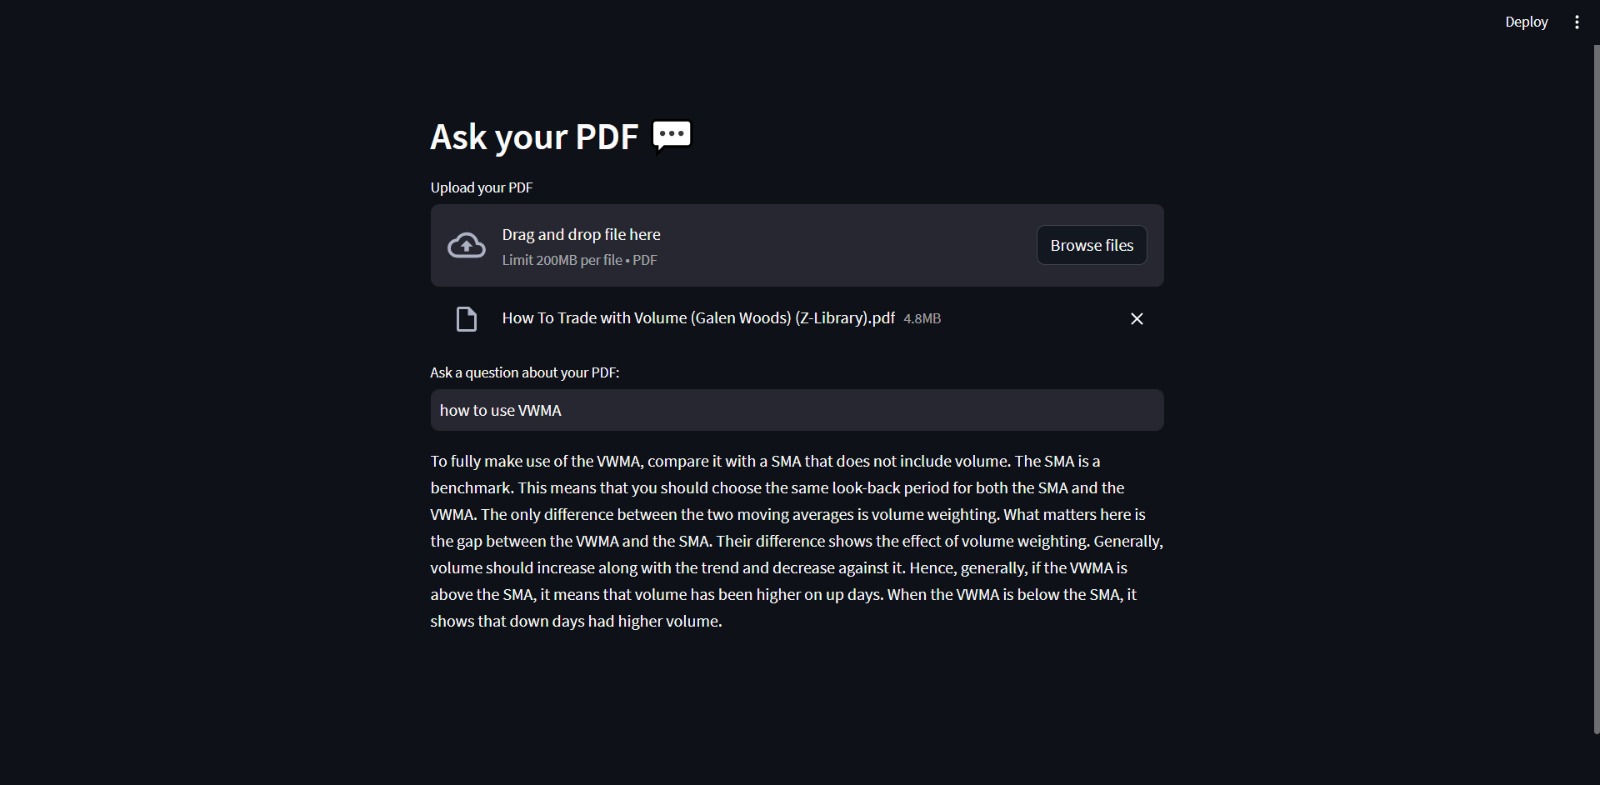 Deploy
Ask your PDF
Upload your PDF
Drag and drop file here
Limit 200MB per file • PDF
Browse files
How To Trade with Volume (Galen Woods) (Z-Library).pdf 4.8MB
Ask a question about your PDF:
how to use VWMA
To fully make use of the VWMA, compare it with a SMA that does not include volume. The SMA is a
benchmark. This means that you should choose the same look-back period for both the SMA and the
VWMA. The only difference between the two moving averages is volume weighting. What matters here is
the gap between the VWMA and the SMA. Their difference shows the effect of volume weighting. Generally,
volume should increase along with the trend and decrease against it. Hence, generally, if the VWMA is
above the SMA, it means that volume has been higher on up days. When the VWMA is below the SMA, it
shows that down days had higher volume.